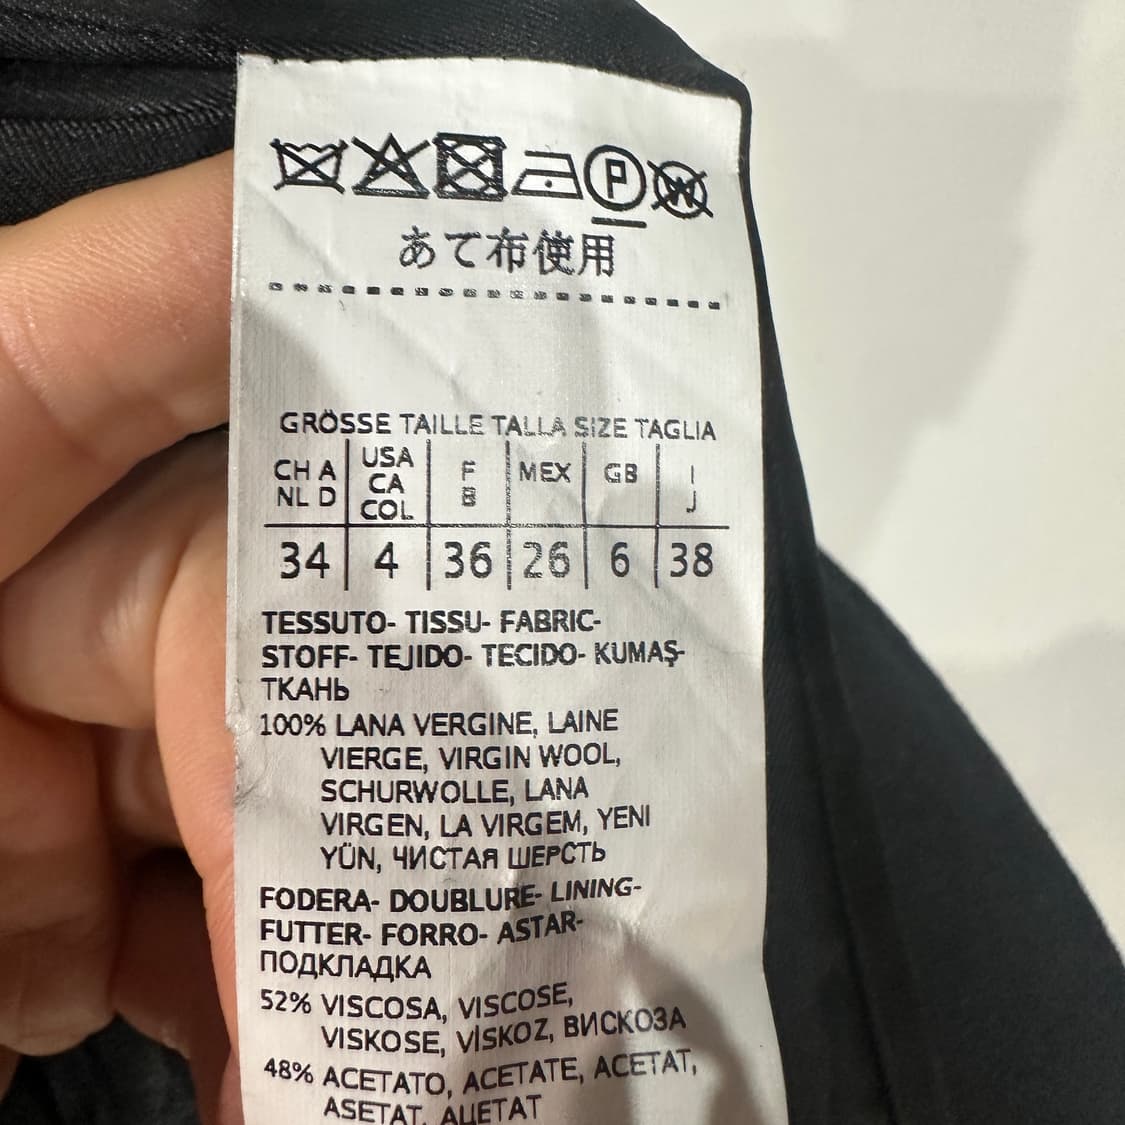 P W
あて布使用
GRÖSSE TAILLE TALLA SIZE TAGLIA
CH A NL D
USA CA COL
F B
MEX
GB
I J
34 4 36 26 6 38
TESSUTO- TISSU- FABRIC-
STOFF- TEJIDO- TECIDO- KUMAŞ-
ТКАНЬ
100% LANA VERGINE, LAINE
VIERGE, VIRGIN WOOL,
SCHURWOLLE, LANA
VIRGEN, LA VIRGEM, YENI
YÜN, ЧИСТАЯ ШЕРСТЬ
FODERA- DOUBLURE- LINING-
FUTTER- FORRO- ASTAR-
ПОДКЛАДКА
52% VISCOSA, VISCOSE,
VISKOSE, VİSKOZ, ВИСКОЗА
48% ACETATO, ACETATE, ACETAT,
ASETAT, АЦЕТАТ